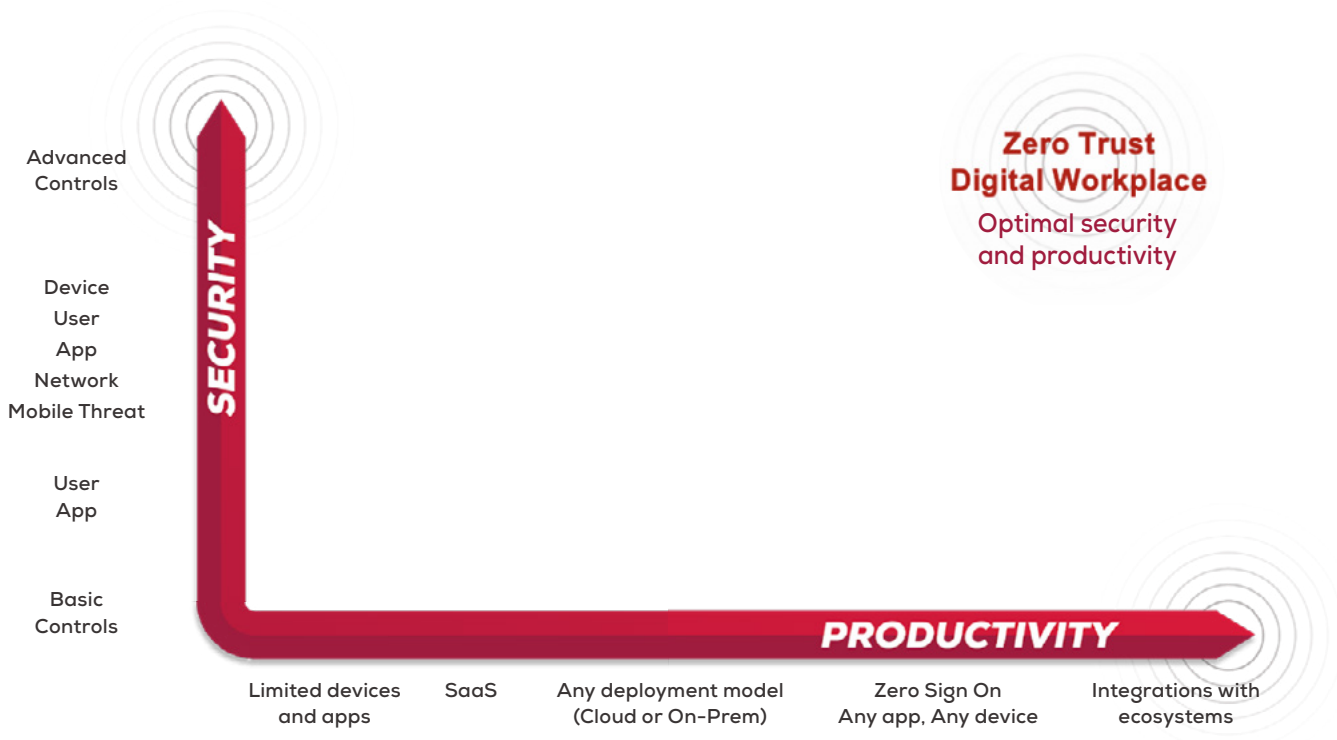 Zero Trust
Digital Workplace
Optimal security
and productivity
Advanced
Controls
SECURITY
Device
User
App
Network
Mobile Threat
User
App
Basic
Controls
PRODUCTIVITY
Limited devices
and apps
SaaS
Any deployment model
(Cloud or On-Prem)
Zero Sign On
Any app, Any device
Integrations with
ecosystems